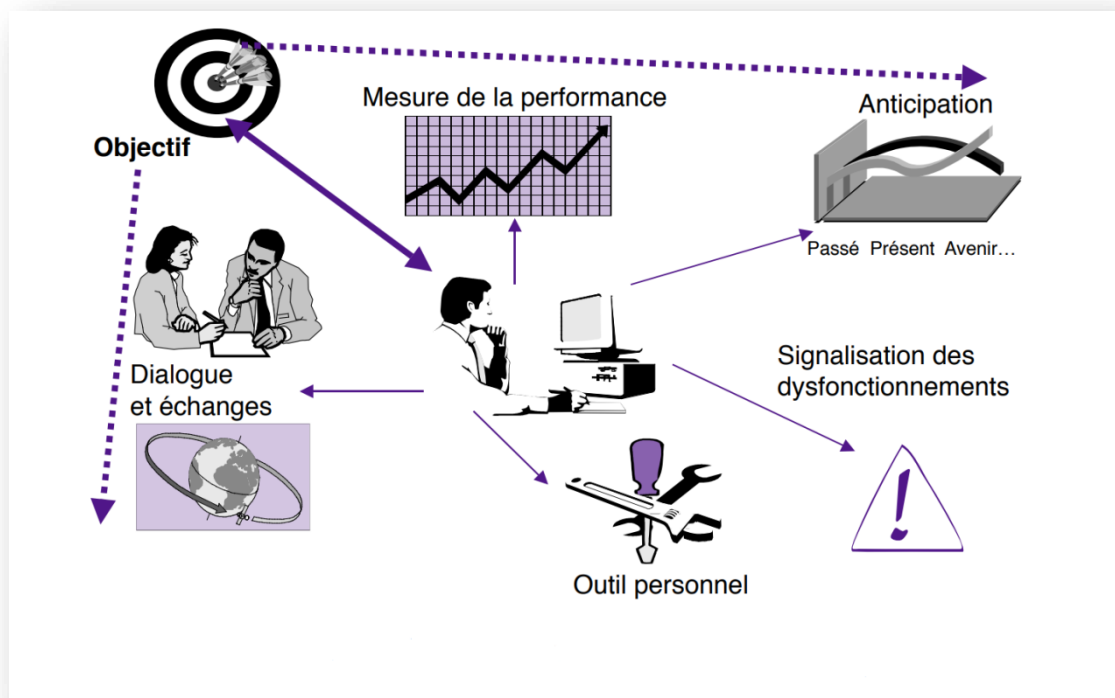 Objectif
Mesure de la performance
Anticipation
Passé Présent Avenir...
Dialogue
et échanges
Signalisation des
dysfonctionnements
Outil personnel